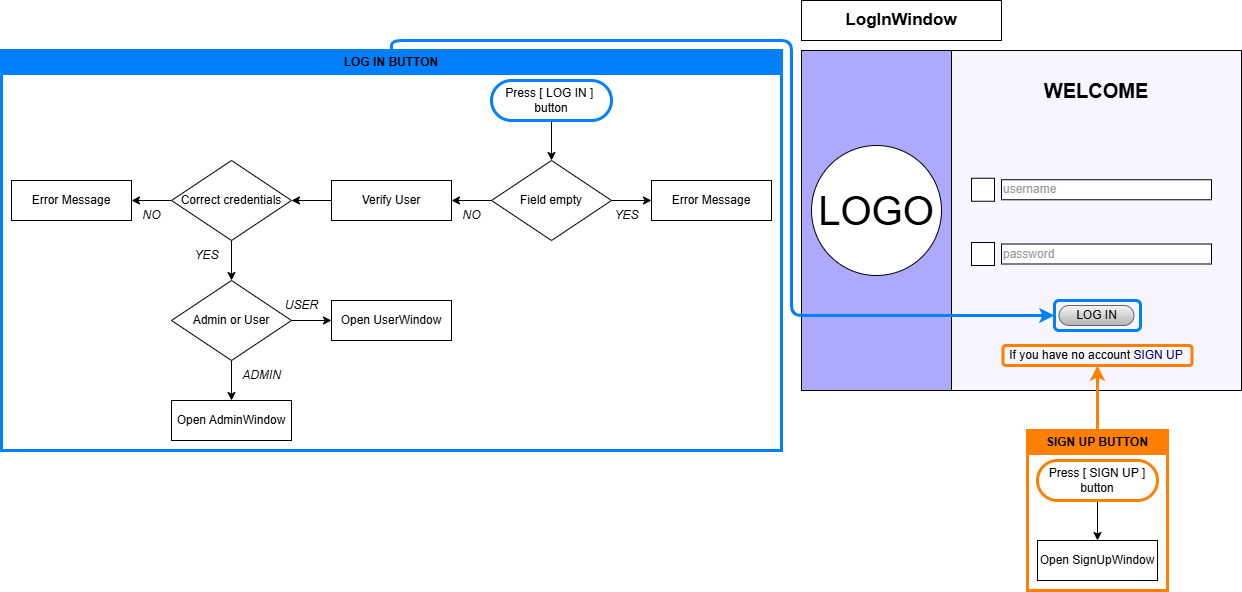 LogInWindow
LOG IN BUTTON
Press [ LOG IN ]
button
Error Message
NO
Correct credentials
Verify User
NO
Field empty
YES
Error Message
YES
Admin or User
USER
Open UserWindow
ADMIN
Open AdminWindow
WELCOME
LOGO
username
password
LOG IN
If you have no account SIGN UP
SIGN UP BUTTON
Press [ SIGN UP ]
button
Open SignUpWindow